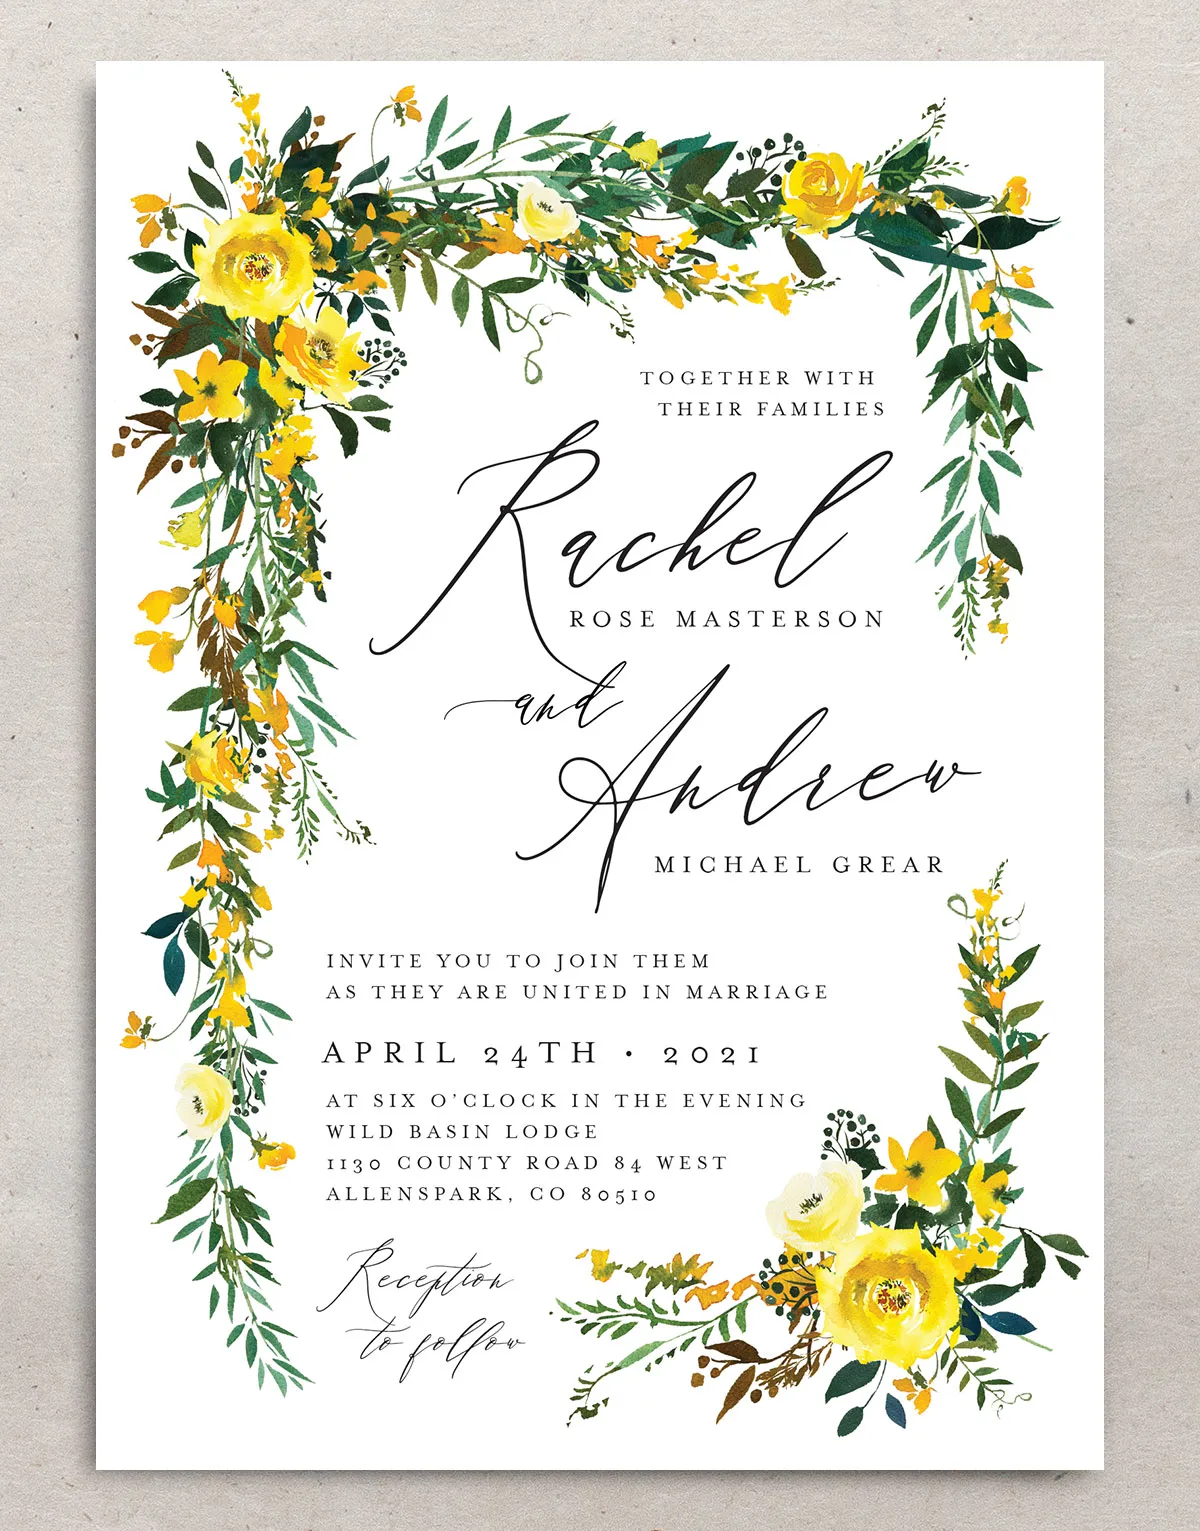 TOGETHER WITH
THEIR FAMILIES
Rachel
ROSE MASTERSON
and
Andrew
MICHAEL GREAR
INVITE YOU TO JOIN THEM
AS THEY ARE UNITED IN MARRIAGE
APRIL 24TH • 2021
AT SIX O’CLOCK IN THE EVENING
WILD BASIN LODGE
1130 COUNTY ROAD 84 WEST
ALLENSPARK, CO 80510
Reception
to follow